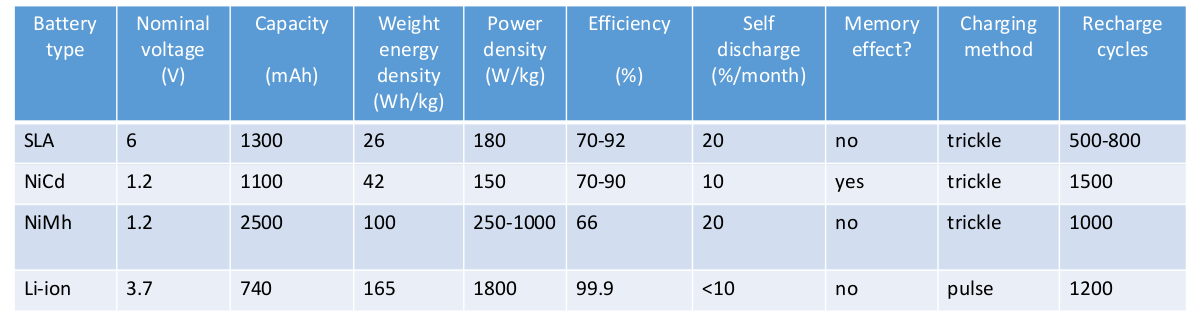 Battery type Nominal voltage (V) Capacity (mAh) Weight energy density (Wh/kg) Power density (W/kg) Efficiency (%) Self discharge (%/month) Memory effect? Charging method Recharge cycles
SLA 6 1300 26 180 70-92 20 no trickle 500-800
NiCd 1.2 1100 42 150 70-90 10 yes trickle 1500
NiMh 1.2 2500 100 250-1000 66 20 no trickle 1000
Li-ion 3.7 740 165 1800 99.9 <10 no pulse 1200